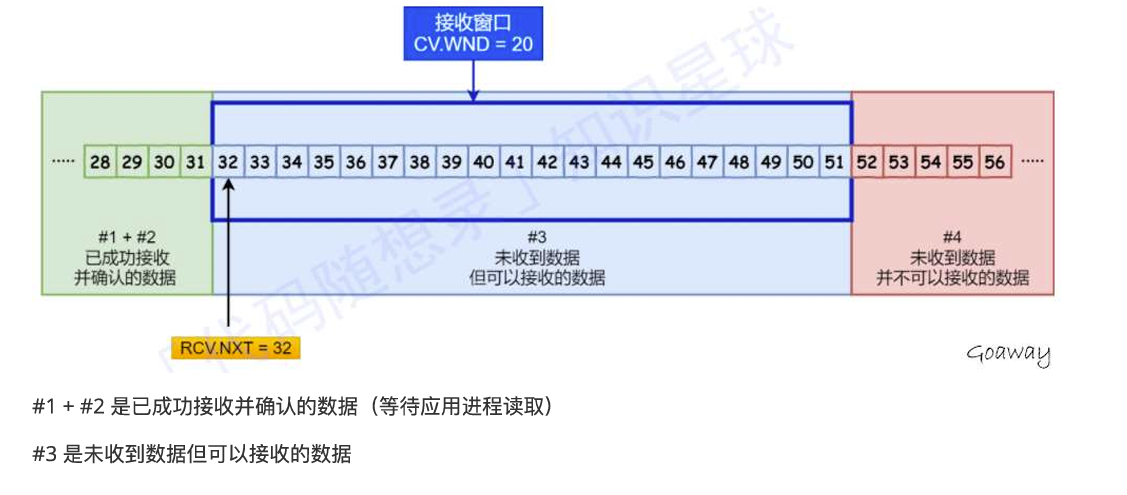 接收窗口
CV.WND = 20
..... 28 29 30 31 32 33 34 35 36 37 38 39 40 41 42 43 44 45 46 47 48 49 50 51 52 53 54 55 56 .....
#1 + #2
已成功接收
并确认的数据
#3
未收到数据
但可以接收的数据
#4
未收到数据
并不可以接收的数据
RCV.NXT = 32
Goaway
「代码随想录」知识星球
#1 + #2 是已成功接收并确认的数据（等待应用进程读取）
#3 是未收到数据但可以接收的数据